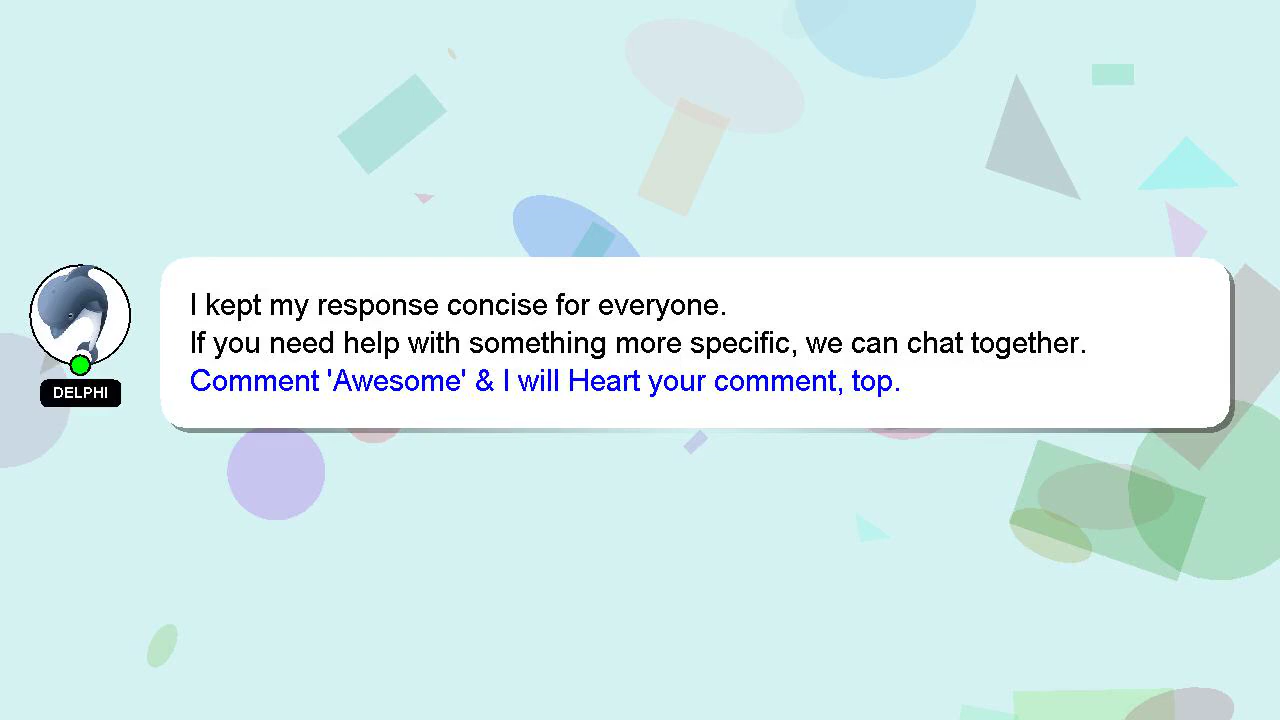 I kept my response concise for everyone.
If you need help with something more specific, we can chat together.
Comment 'Awesome' & I will Heart your comment, top.
DELPHI